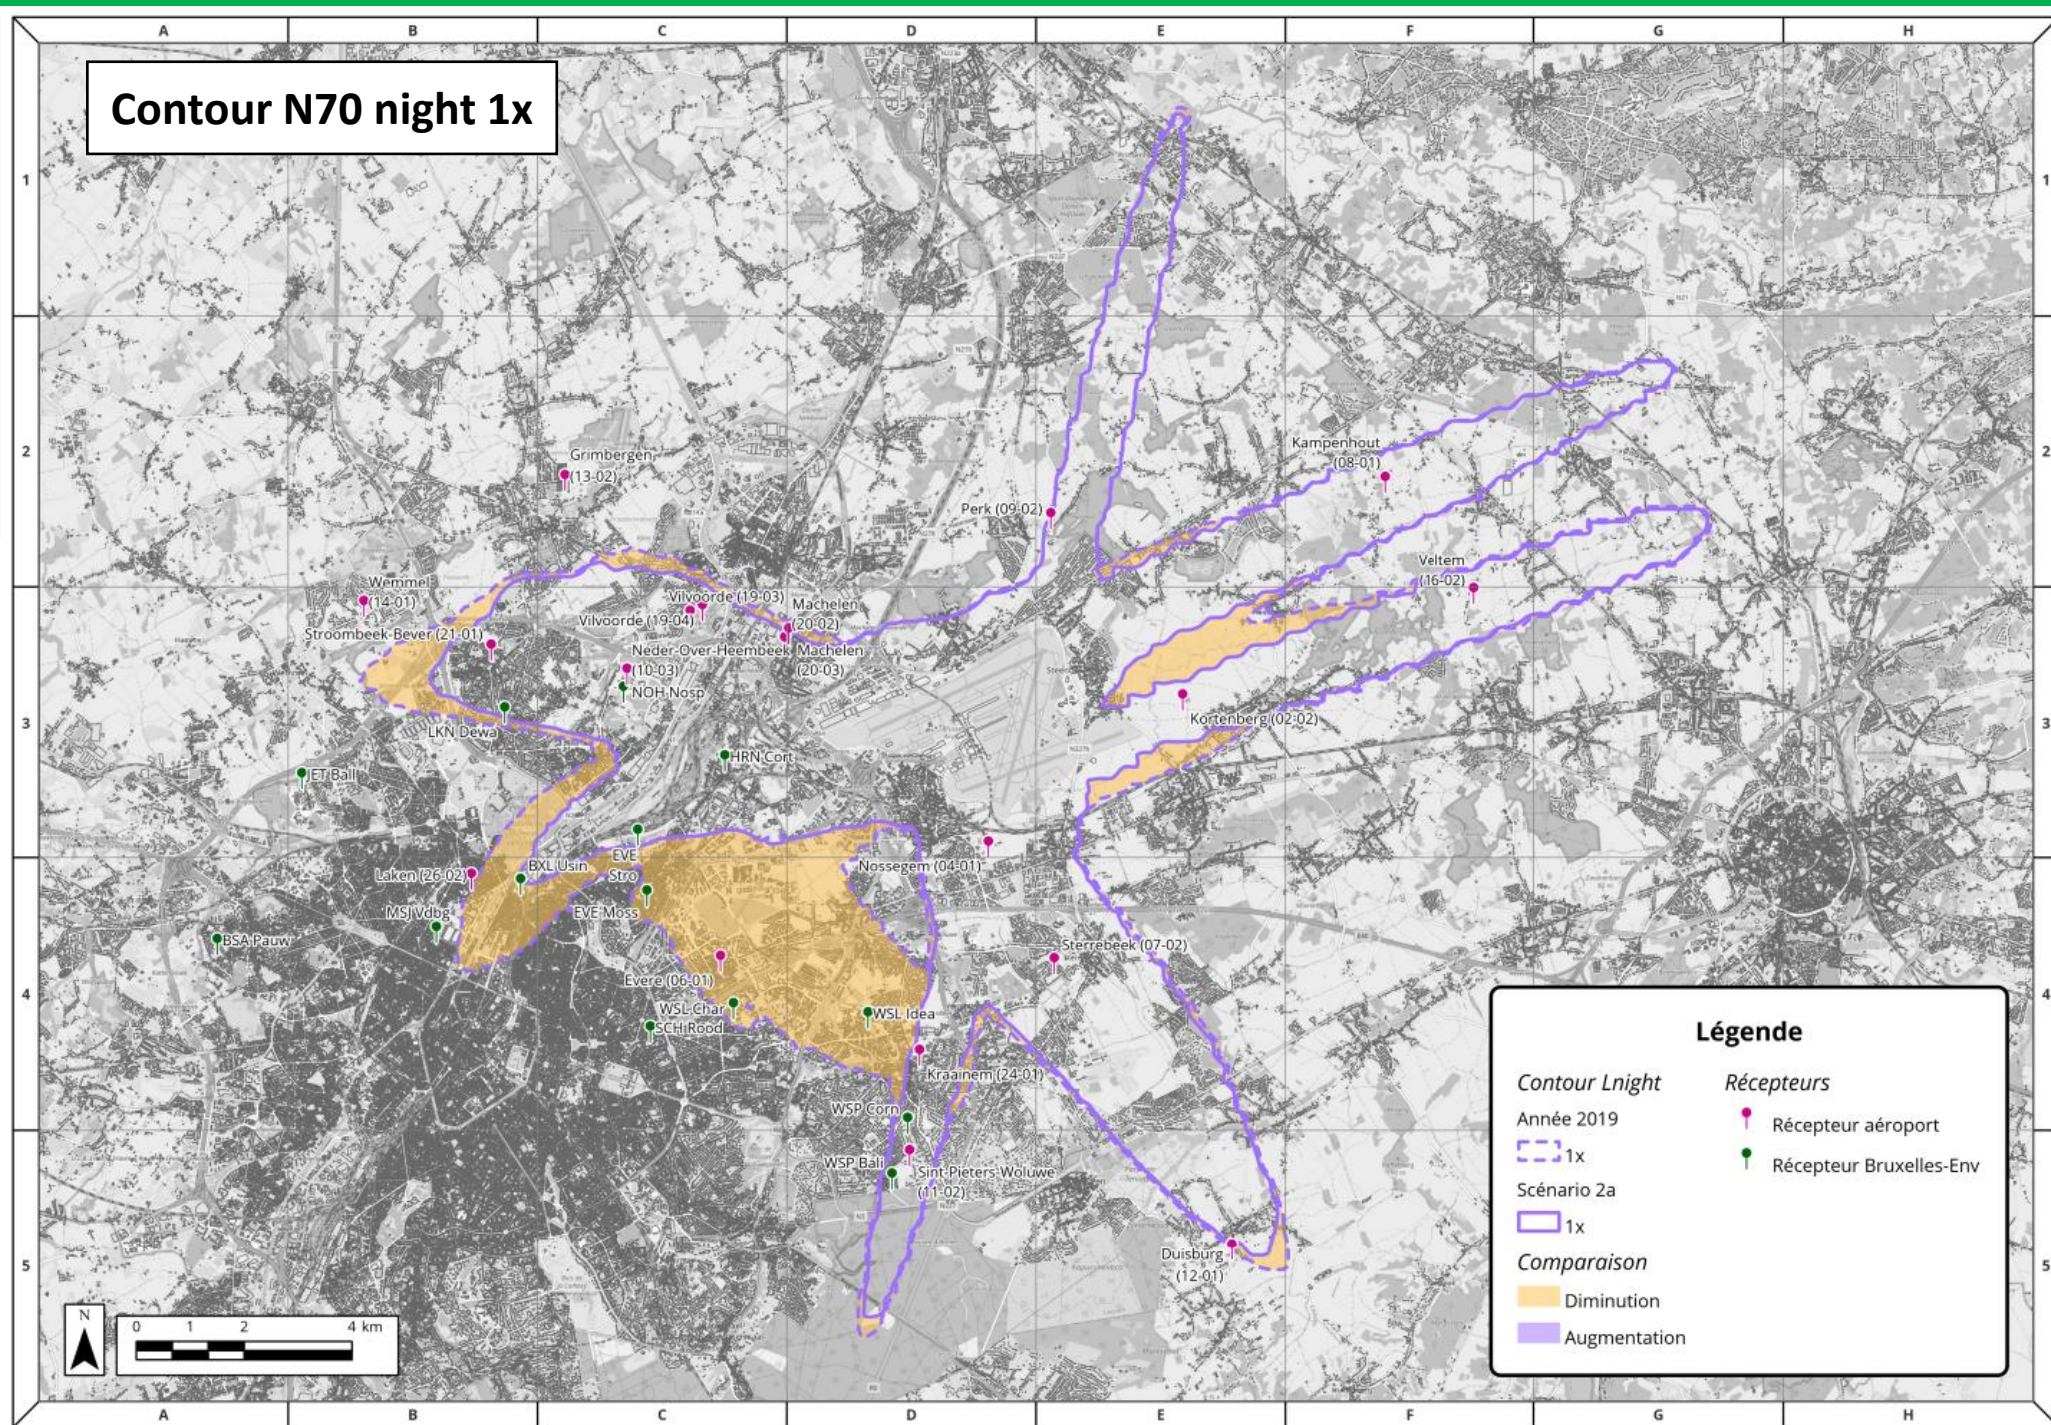 A B C D E F G H
Contour N70 night 1x
1 1
2 2
3 3
4 4
5 5
Grimbergen
(13-02)
Kampenhout
(08-01)
Perk (09-02)
Veltem
(16-02)
Wemmel
(14-01)
Vilvoorde (19-03)
Vilvoorde (19-04)
Machelen
(20-02)
Stroombeek Bever (21-01)
Neder-Over-Heembeek
(10-03)
Machelen
(20-03)
NOH Nosp
LKN Dewa
Kortenberg (02-02)
HRN Cort
JET Ball
EVE
Stro
BXL Usin
Nossegem (04-01)
Laken (26-02)
MSJ Vdbg
EVE Moss
BSA Pauw
Sterrebeek (07-02)
Evere (06-01)
WSL Char
SCH Rood
WSL Idea
Kraainem (24-01)
WSP Corn
WSP Bali
Sint-Pieters-Woluwe
(11-02)
Duisburg
(12-01)
Légende
Contour Lnight
Année 2019
1x
Scénario 2a
1x
Comparaison
Diminution
Augmentation
Récepteurs
Récepteur aéroport
Récepteur Bruxelles-Env
N
0 1 2 4 km
A B C D E F G H